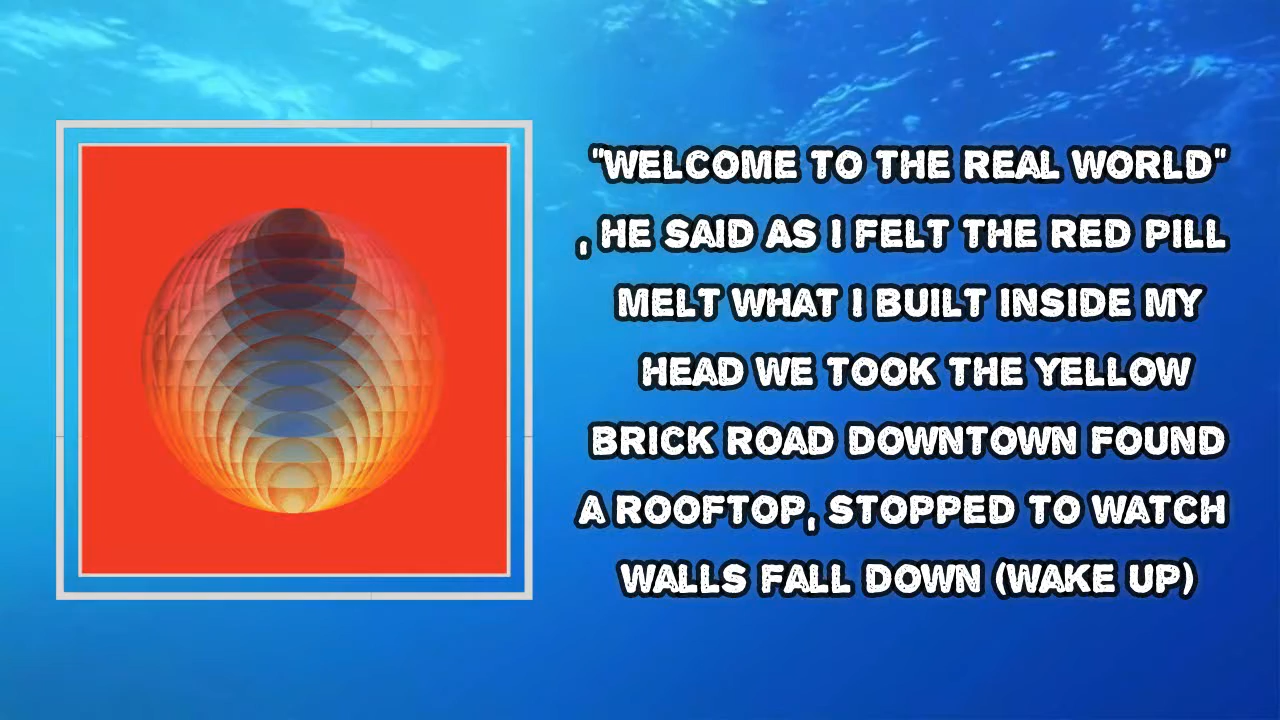 "WELCOME TO THE REAL WORLD"
, HE SAID AS I FELT THE RED PILL
MELT WHAT I BUILT INSIDE MY
HEAD WE TOOK THE YELLOW
BRICK ROAD DOWNTOWN FOUND
A ROOFTOP, STOPPED TO WATCH
WALLS FALL DOWN (WAKE UP)